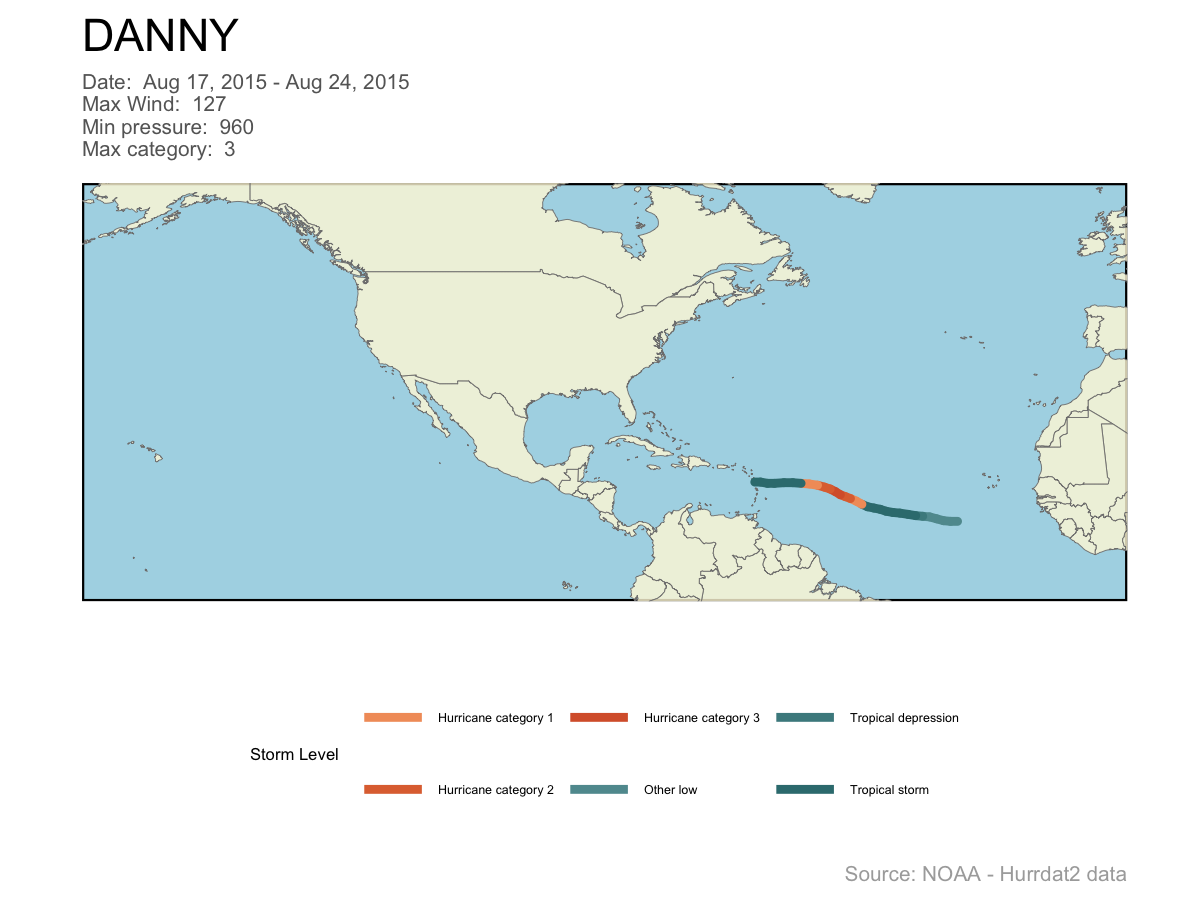 DANNY
Date:  Aug 17, 2015 - Aug 24, 2015
Max Wind:  127
Min pressure:  960
Max category:  3
Hurricane category 1
Hurricane category 3
Tropical depression
Storm Level
Hurricane category 2
Other low
Tropical storm
Source: NOAA - Hurrdat2 data